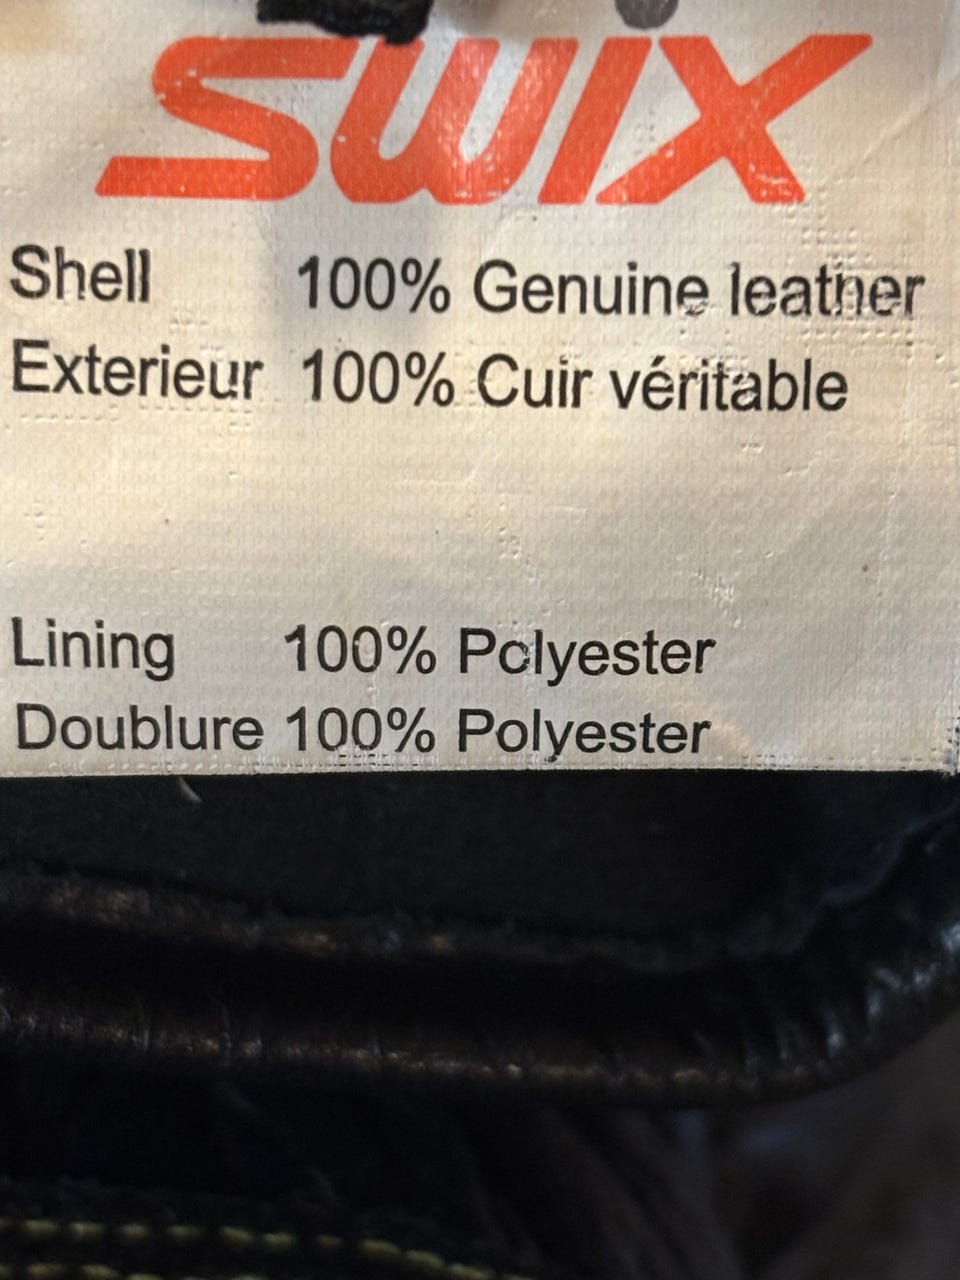 SWIX
Shell 100% Genuine leather
Exterieur 100% Cuir véritable
Lining 100% Polyester
Doublure 100% Polyester